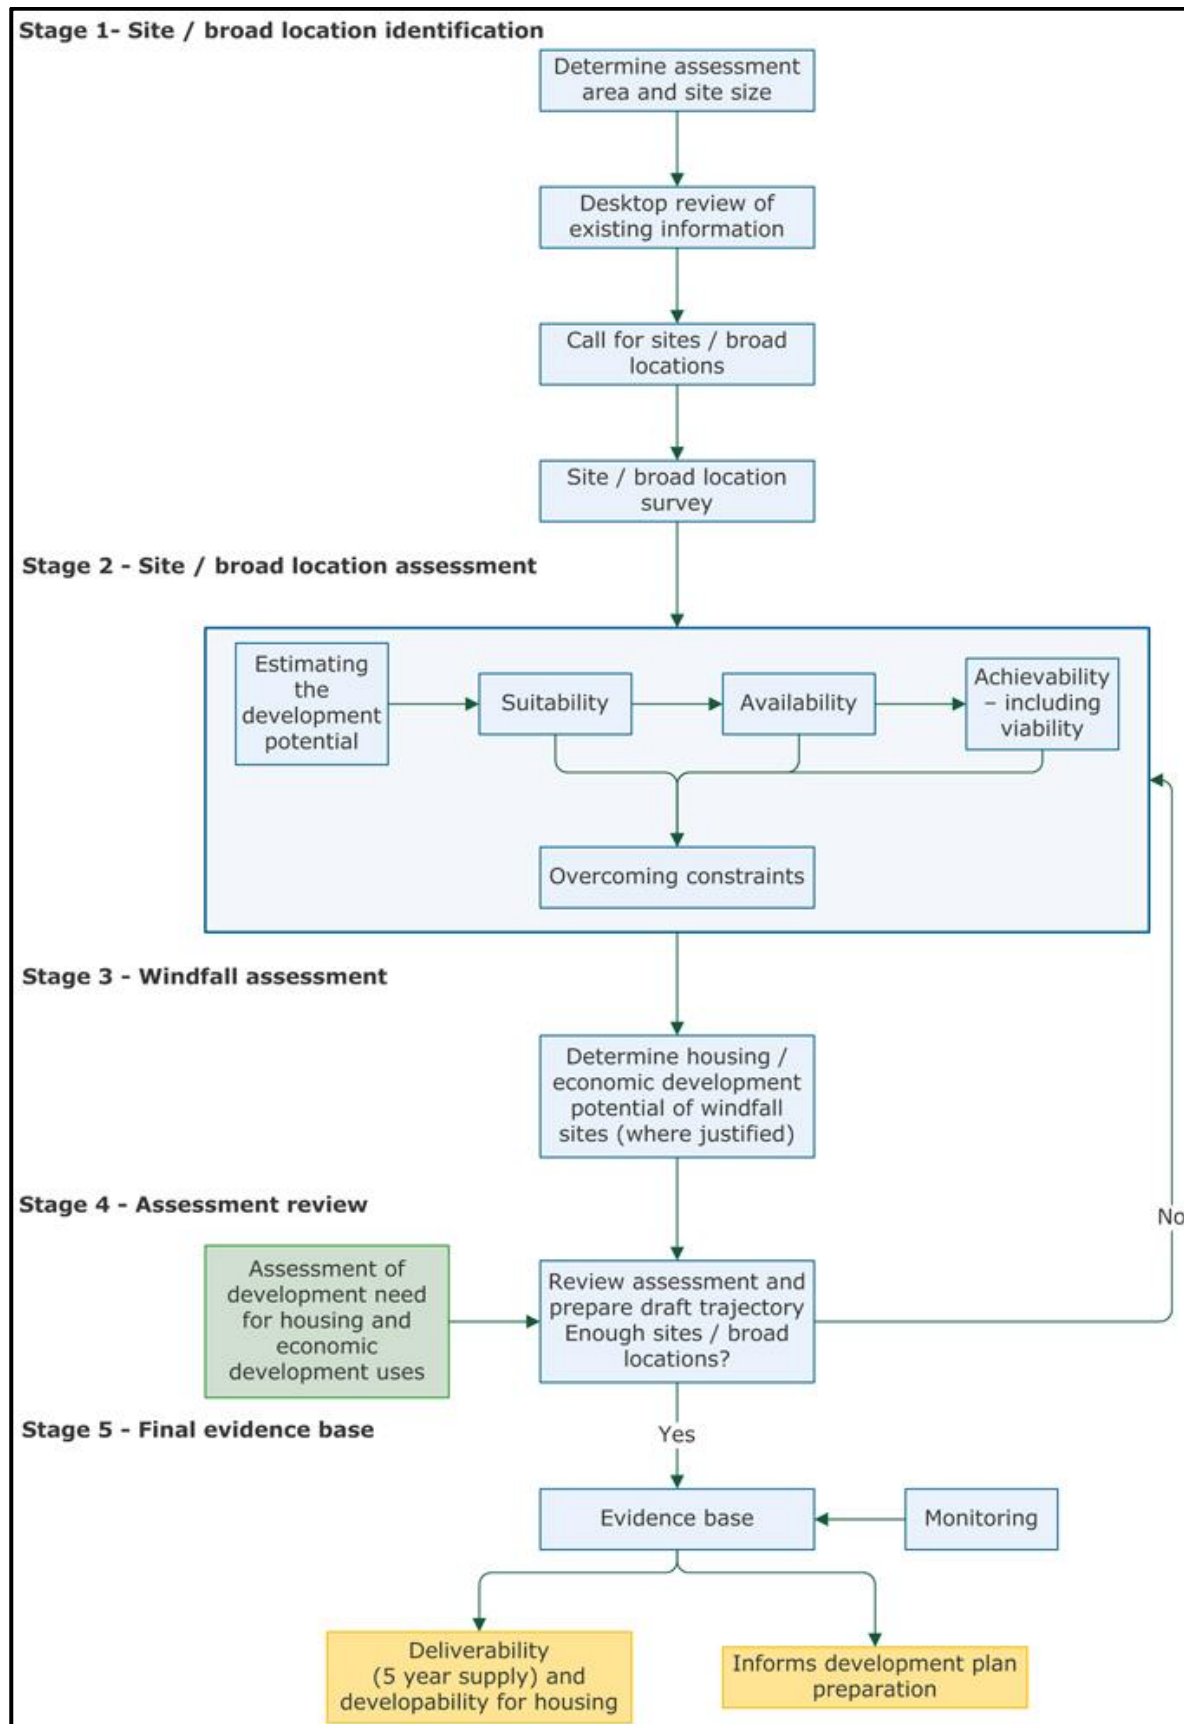 Stage 1- Site / broad location identification
Determine assessment
area and site size
Desktop review of
existing information
Call for sites / broad
locations
Site / broad location
survey
Stage 2 - Site / broad location assessment
Estimating
the
development
potential
Suitability
Availability
Achievability
– including
viability
Overcoming constraints
Stage 3 - Windfall assessment
Determine housing /
economic development
potential of windfall
sites (where justified)
Stage 4 - Assessment review
No
Assessment of
development need
for housing and
economic
development uses
Review assessment and
prepare draft trajectory
Enough sites / broad
locations?
Stage 5 - Final evidence base
Yes
Evidence base
Monitoring
Deliverability
(5 year supply) and
developability for housing
Informs development plan
preparation